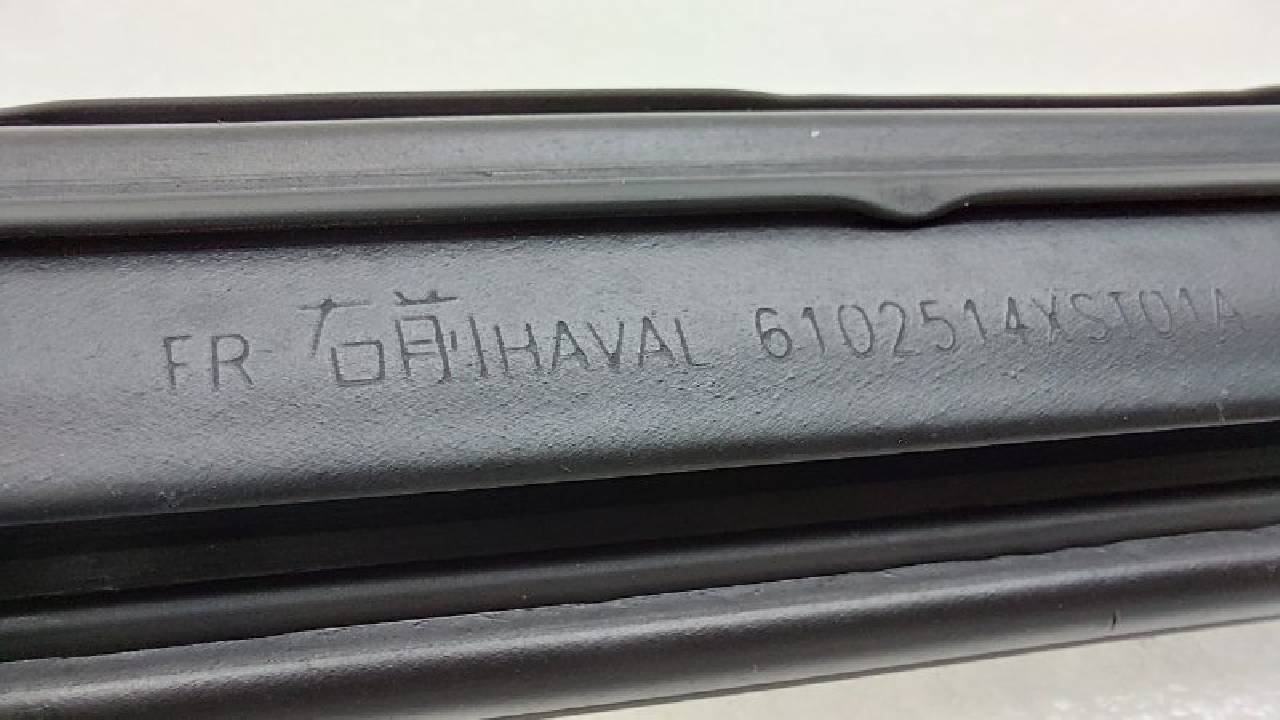 FR 右前 HAVAL 6102514XST01A